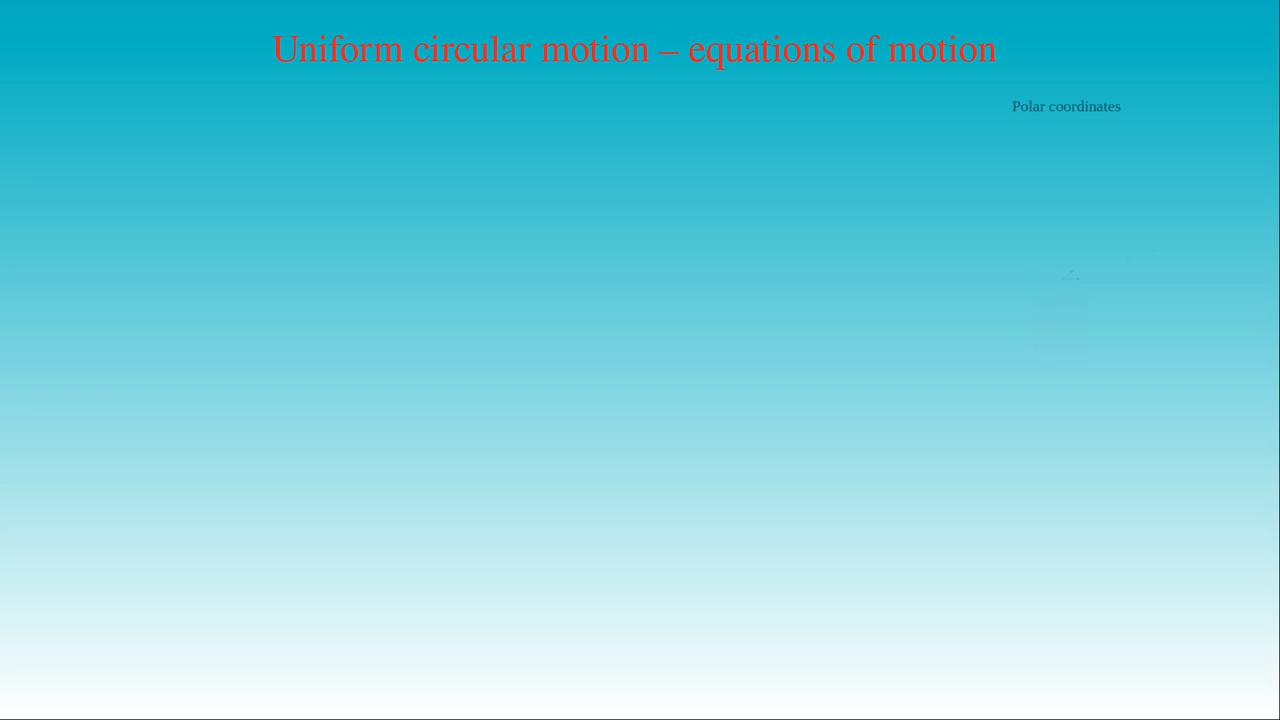 Uniform circular motion – equations of motion
Polar coordinates